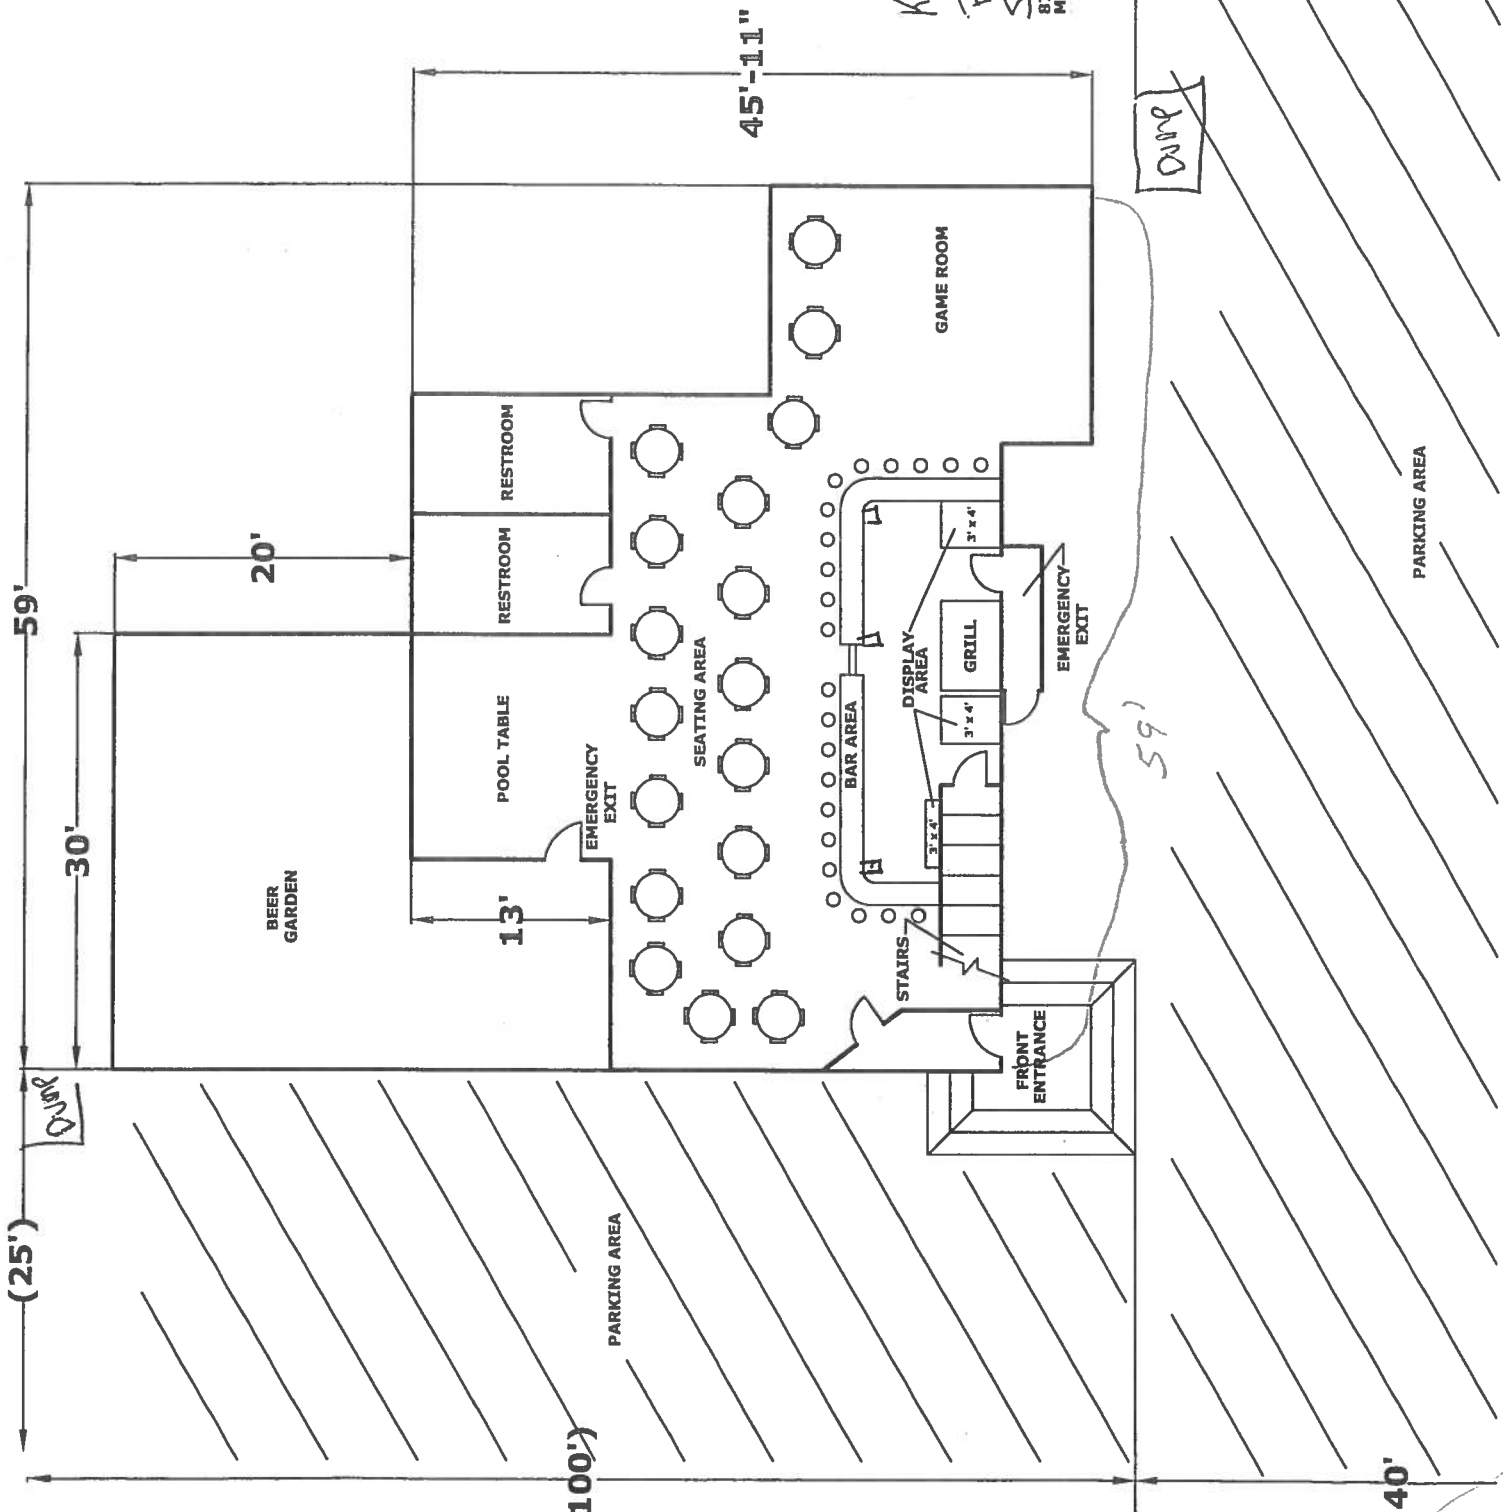 59'
(25')
Dump
30'
20'
45'-11"
BEER
GARDEN
13'
POOL TABLE
RESTROOM
RESTROOM
EMERGENCY
EXIT
SEATING AREA
BAR AREA
STAIRS
DISPLAY
AREA
3' x 4'
3' x 4'
3' x 4'
GRILL
GAME ROOM
EMERGENCY
EXIT
FRONT
ENTRANCE
59'
Dump
PARKING AREA
PARKING AREA
100')
40'